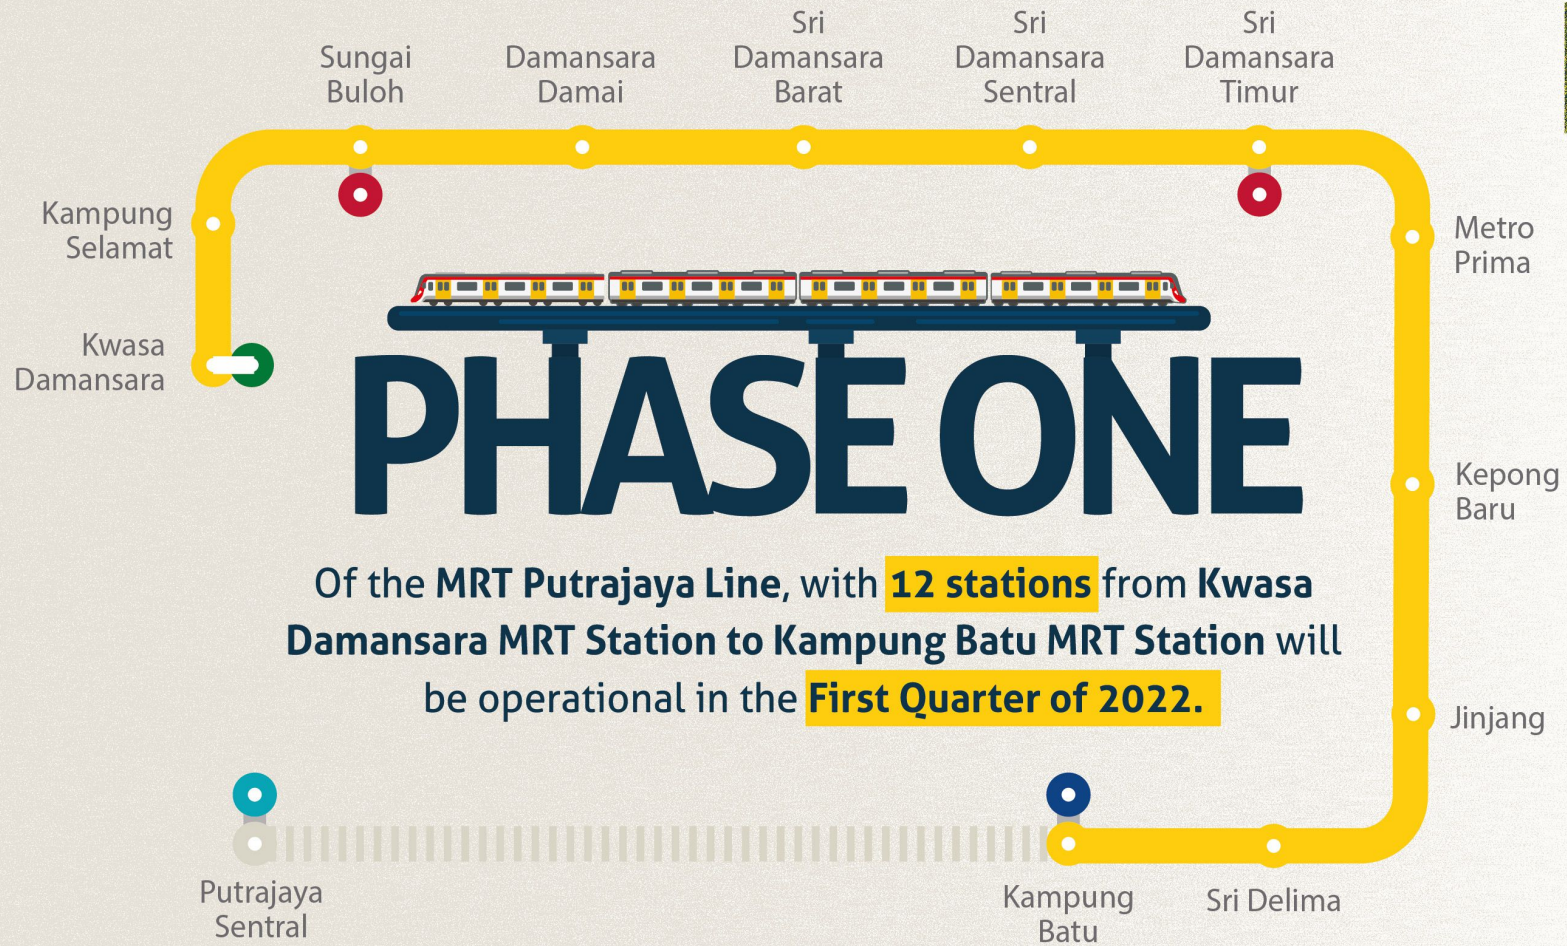 Sri
Damansara
Barat
Sri
Damansara
Sentral
Sri
Damansara
Timur
Sungai
Buloh
Damansara
Damai
Kampung
Selamat
Metro
Prima
Kwasa
Damansara
PHASE ONE
Kepong
Baru
Of the MRT Putrajaya Line, with 12 stations from Kwasa
Damansara MRT Station to Kampung Batu MRT Station will
be operational in the First Quarter of 2022.
Jinjang
Putrajaya
Sentral
Kampung
Batu
Sri Delima